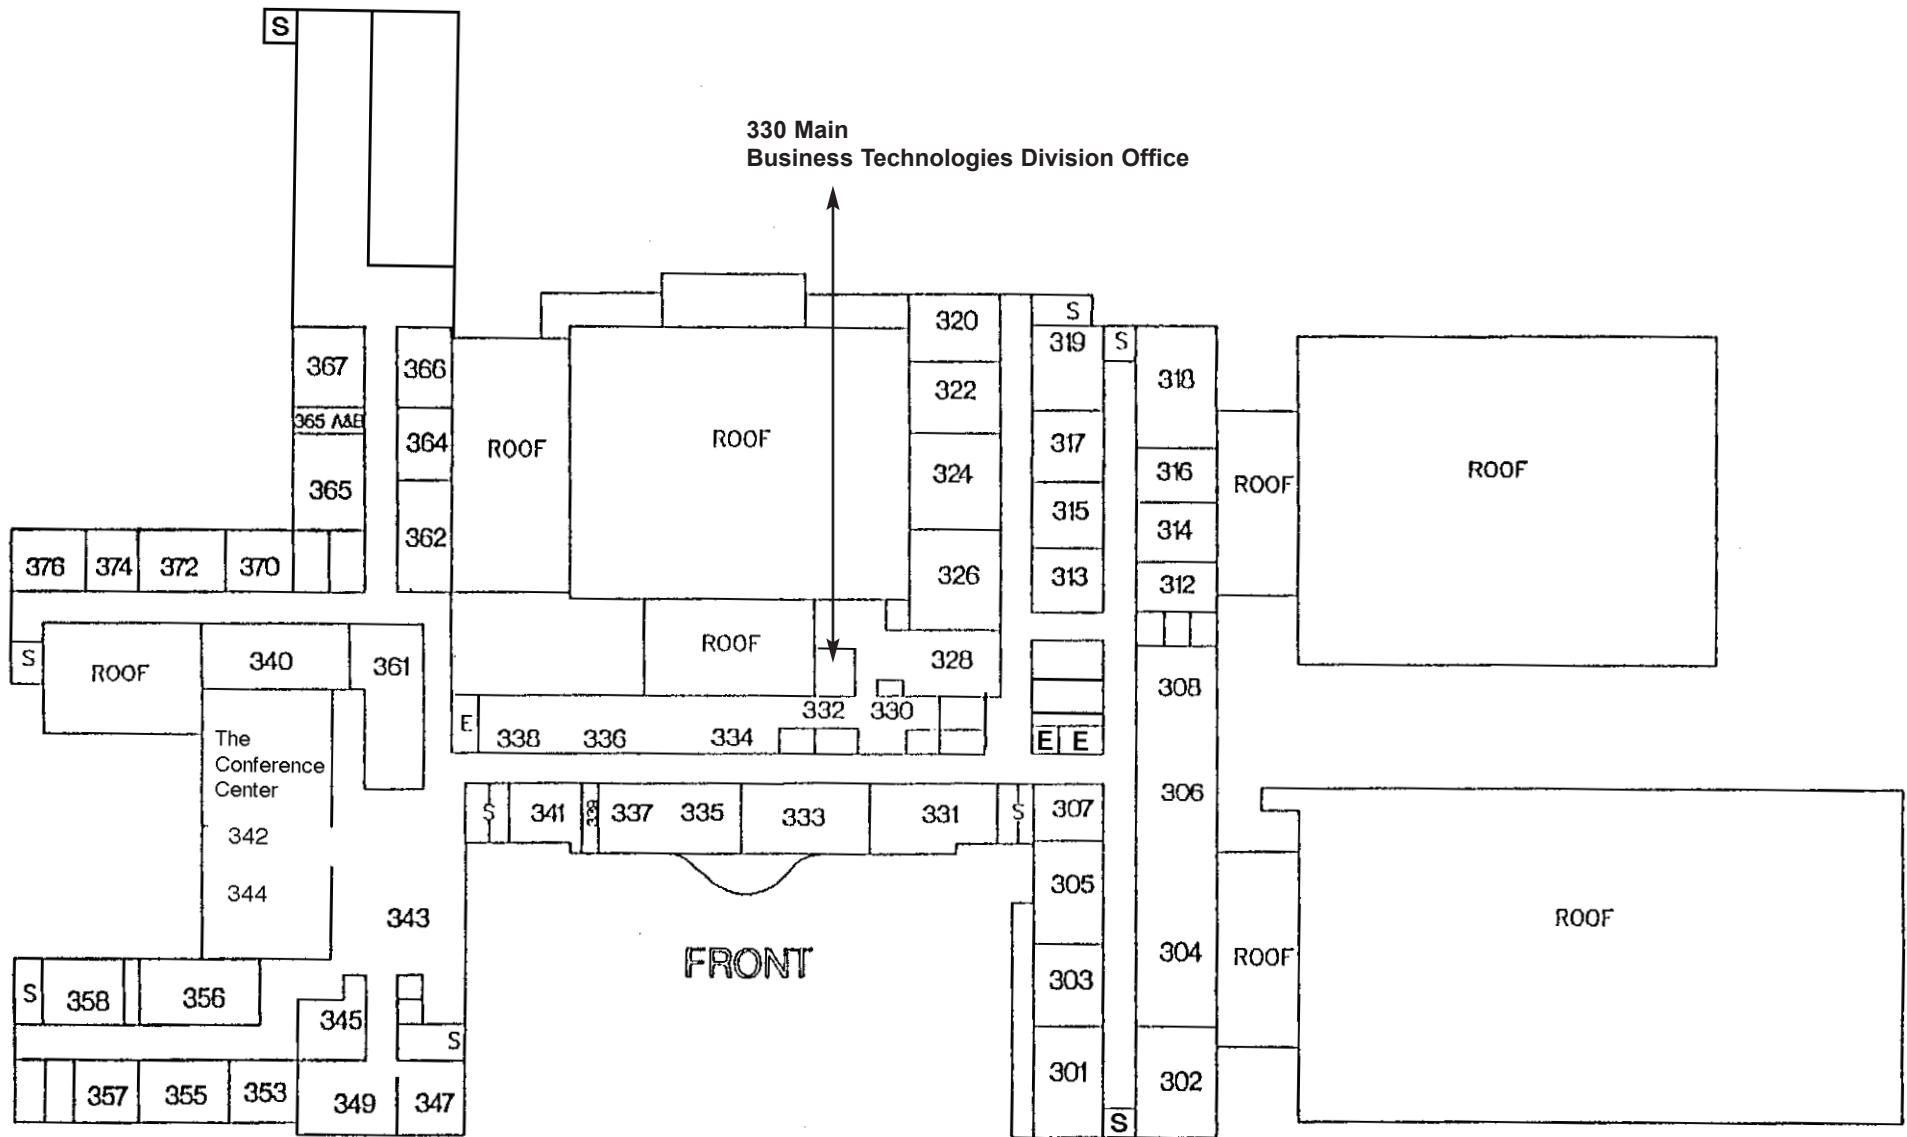 S
330 Main
Business Technologies Division Office
320
S
319
S
318
367
366
322
365 A&B
364
ROOF
ROOF
317
316
ROOF
ROOF
365
324
315
314
362
376
374
372
370
326
313
312
S
ROOF
340
361
ROOF
328
308
332
330
E
338
336
334
E
E
The
Conference
Center
342
344
S
341
339
337
335
333
331
S
307
306
305
343
FRONT
304
ROOF
ROOF
S
358
356
345
S
303
357
355
353
349
347
301
302
S